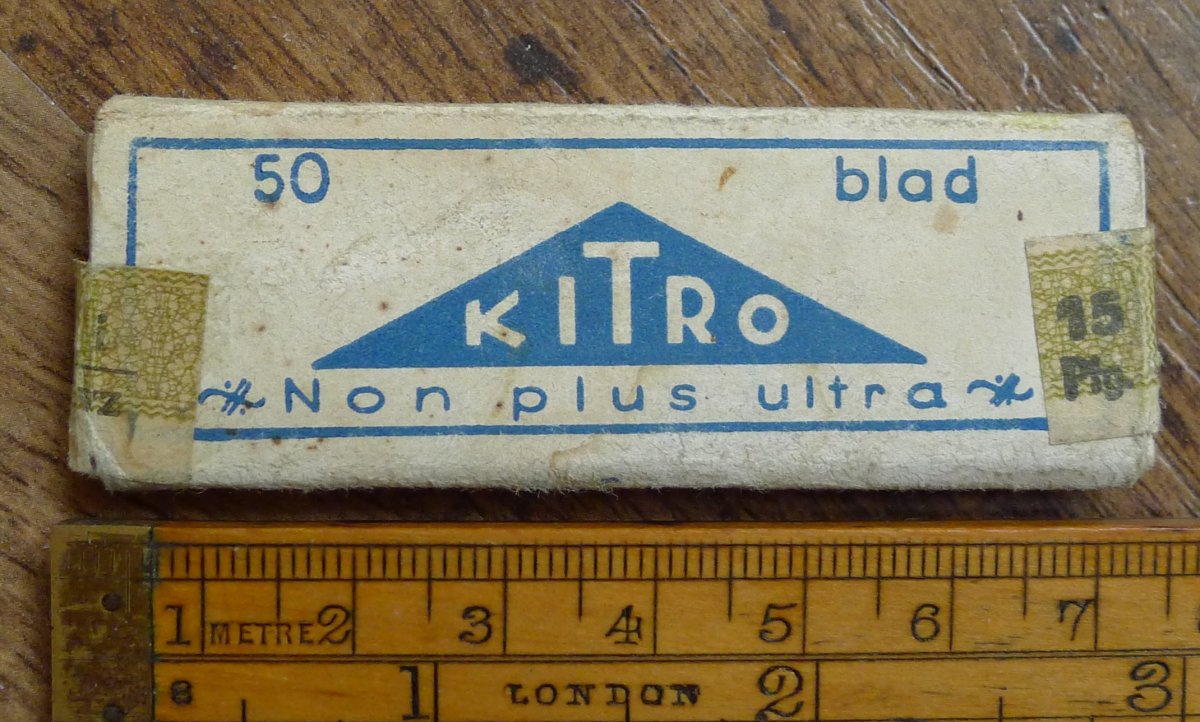 50 blad
KiTRO
Non plus ultra
15
Pfg.
1 METRE 2 3 4 5 6 7
8 1 LONDON 2 3